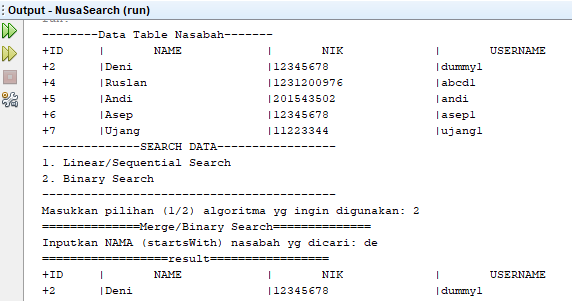 Output - NusaSearch (run)
run:
--------Data Table Nasabah-------
+ID | NAME | NIK | USERNAME
+2 |Deni |12345678 |dummy1
+4 |Ruslan |1231200976 |abcd1
+5 |Andi |201543502 |andi
+6 |Asep |12345678 |asep1
+7 |Ujang |11223344 |ujang1
--------------SEARCH DATA-----------------
1. Linear/Sequential Search
2. Binary Search
------------------------------------------
Masukkan pilihan (1/2) algoritma yg ingin digunakan: 2
==============Merge/Binary Search==============
Inputkan NAMA (startsWith) nasabah yg dicari: de
==================result=================
+ID | NAME | NIK | USERNAME
+2 |Deni |12345678 |dummy1